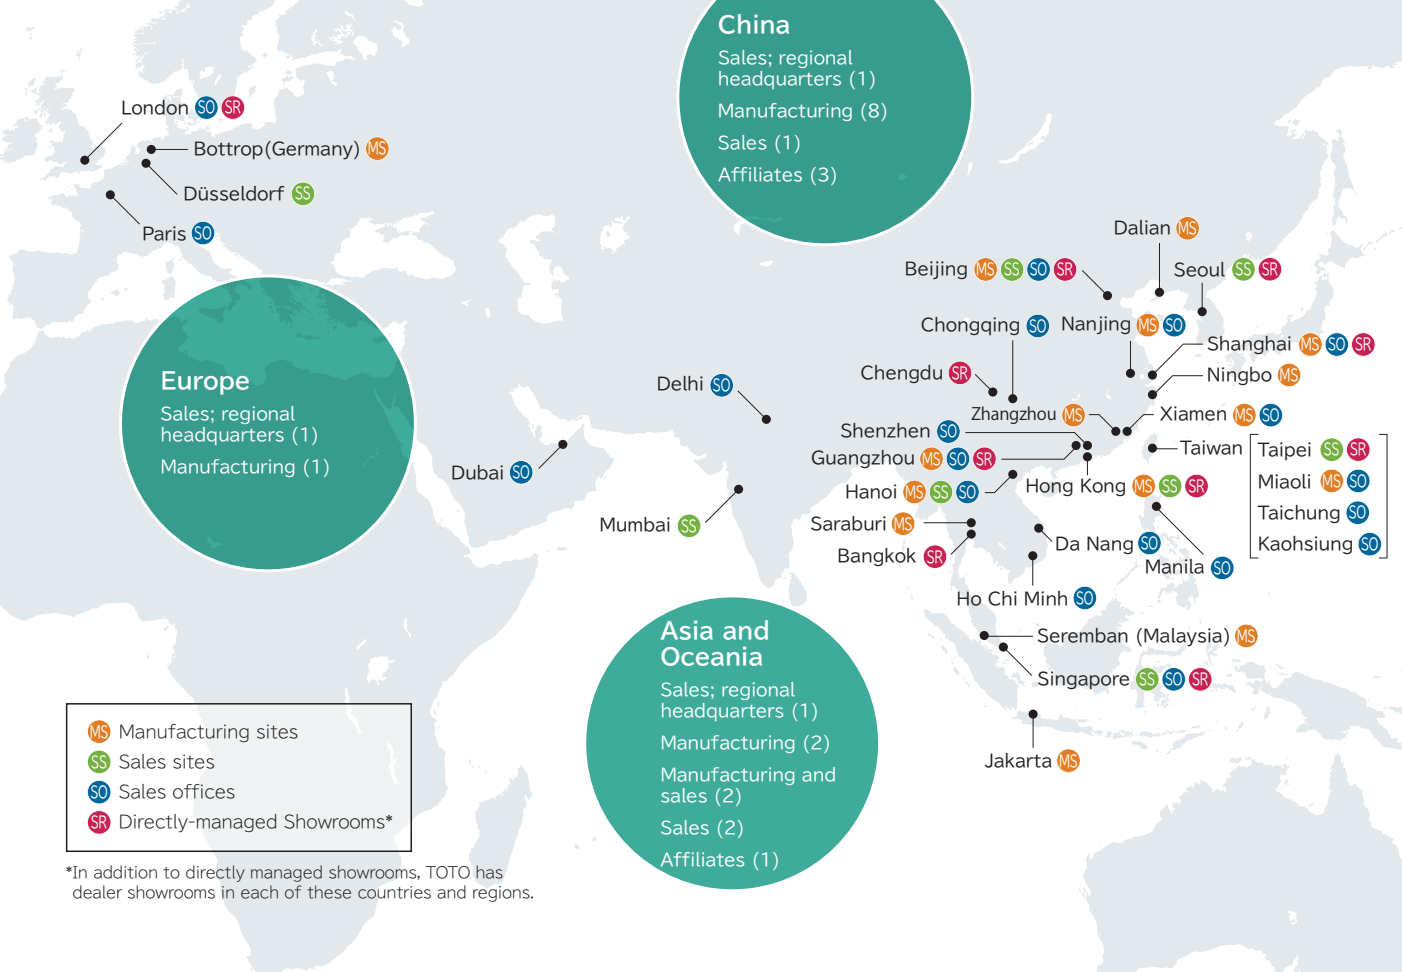 China
Sales; regional
headquarters (1)
Manufacturing (8)
Sales (1)
Affiliates (3)
London SO SR
Bottrop(Germany) MS
Düsseldorf SS
Paris SO
Europe
Sales; regional
headquarters (1)
Manufacturing (1)
Dalian MS
Beijing MS SS SO SR
Seoul SS SR
Chongqing SO
Nanjing MS SO
Shanghai MS SO SR
Chengdu SR
Ningbo MS
Delhi SO
Zhangzhou MS
Xiamen MS SO
Shenzhen SO
Taiwan
Taipei SS SR
Miaoli MS SO
Taichung SO
Kaohsiung SO
Guangzhou MS SO SR
Dubai SO
Hanoi MS SS SO
Hong Kong MS SS SR
Mumbai SS
Saraburi MS
Bangkok SR
Da Nang SO
Manila SO
Ho Chi Minh SO
Seremban (Malaysia) MS
Singapore SS SO SR
Jakarta MS
Asia and
Oceania
Sales; regional
headquarters (1)
Manufacturing (2)
Manufacturing and
sales (2)
Sales (2)
Affiliates (1)
MS Manufacturing sites
SS Sales sites
SO Sales offices
SR Directly-managed Showrooms*
*In addition to directly managed showrooms, TOTO has
dealer showrooms in each of these countries and regions.